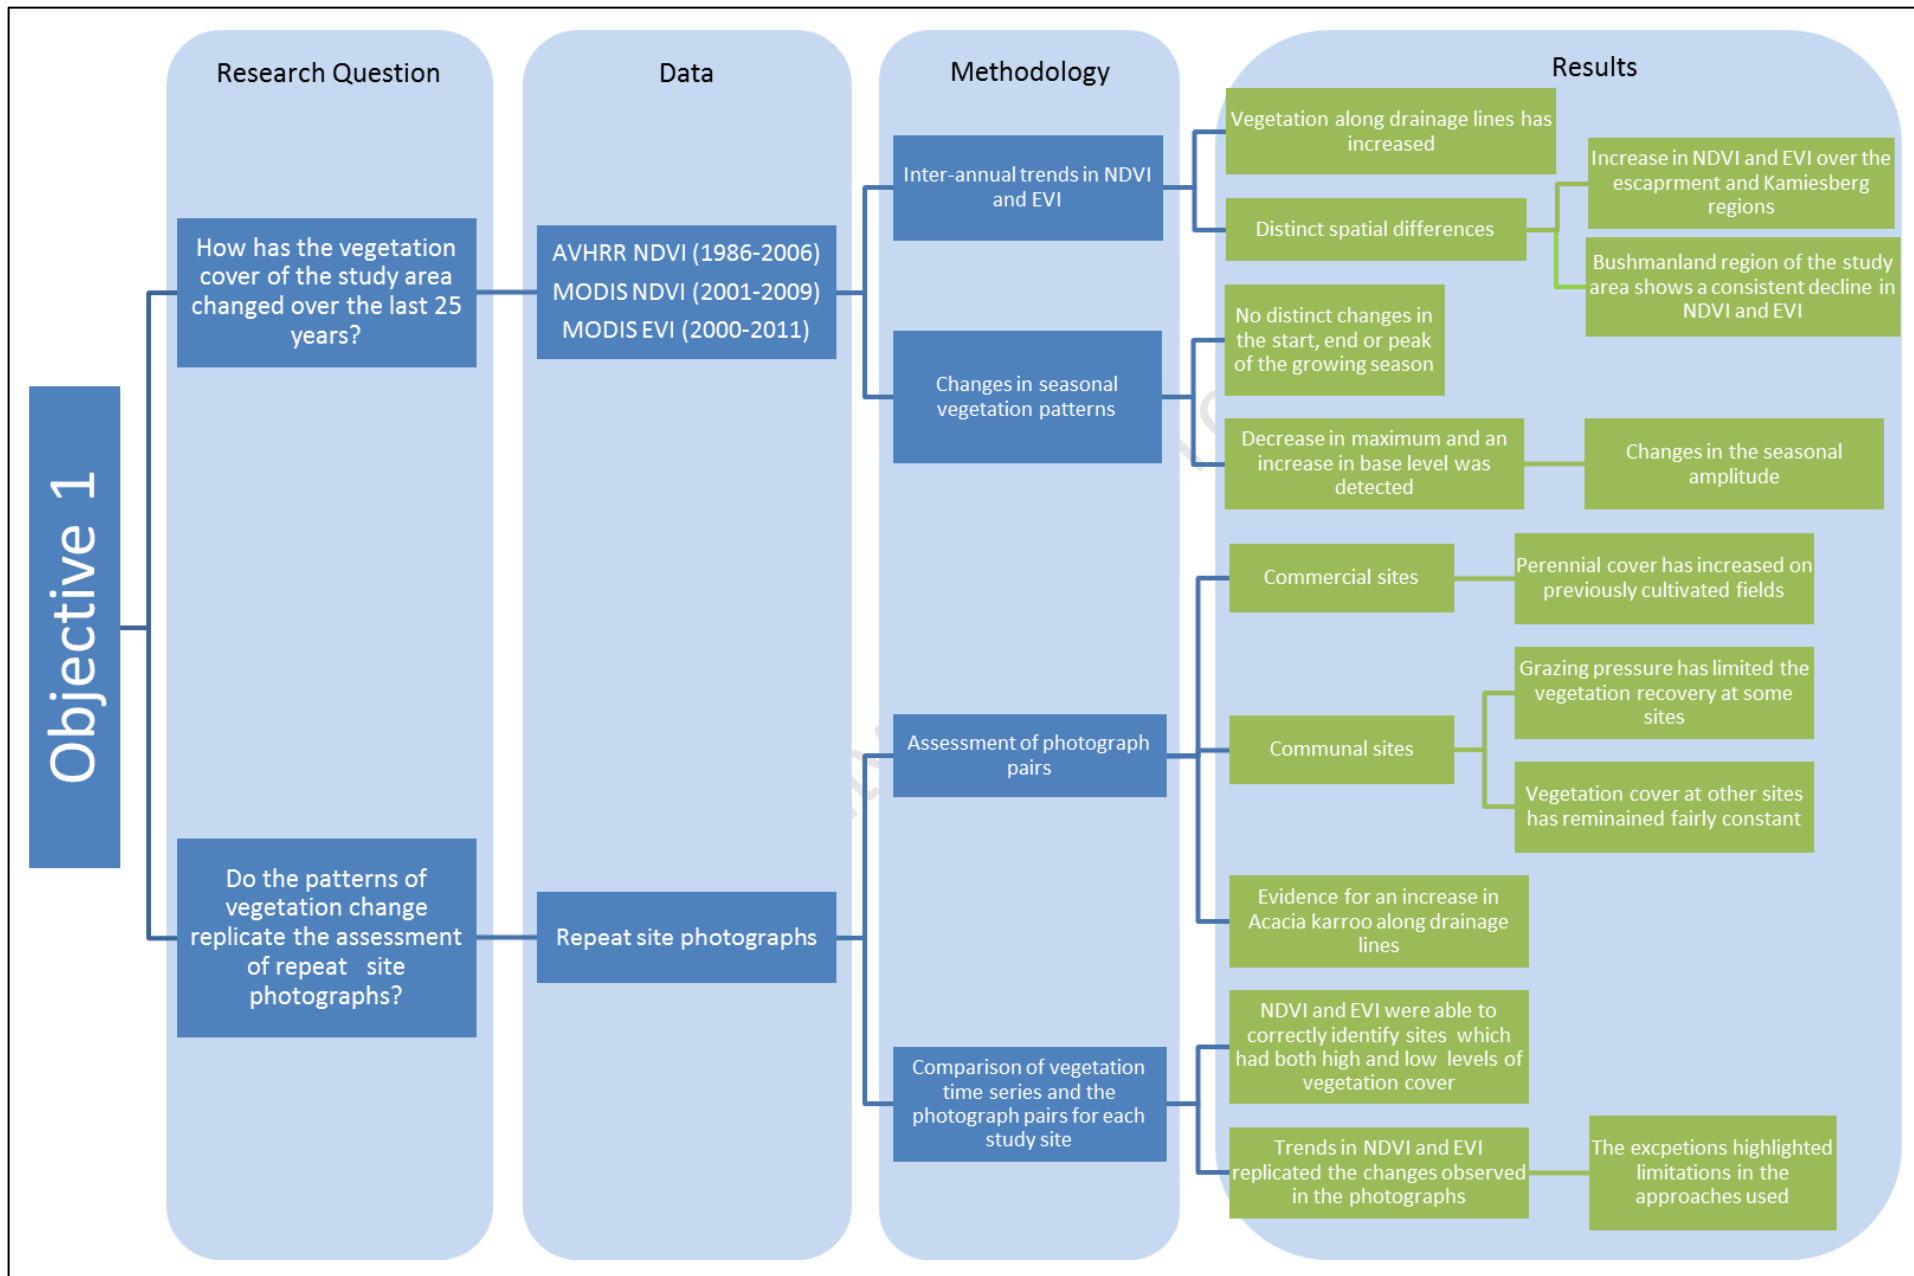 Objective 1
Research Question
How has the vegetation
cover of the study area
changed over the last 25
years?
Do the patterns of
vegetation change
replicate the assessment
of repeat site
photographs?
Data
AVHRR NDVI (1986-2006)
MODIS NDVI (2001-2009)
MODIS EVI (2000-2011)
Repeat site photographs
Methodology
Inter-annual trends in NDVI
and EVI
Changes in seasonal
vegetation patterns
Assessment of photograph
pairs
Comparison of vegetation
time series and the
photograph pairs for each
study site
Results
Vegetation along drainage lines has
increased
Distinct spatial differences
Increase in NDVI and EVI over the
escaprment and Kamiesberg
regions
Bushmanland region of the study
area shows a consistent decline in
NDVI and EVI
No distinct changes in
the start, end or peak
of the growing season
Decrease in maximum and an
increase in base level was
detected
Changes in the seasonal
amplitude
Commercial sites
Perennial cover has increased on
previously cultivated fields
Communal sites
Grazing pressure has limited the
vegetation recovery at some
sites
Vegetation cover at other sites
has reminained fairly constant
Evidence for an increase in
Acacia karroo along drainage
lines
NDVI and EVI were able to
correctly identify sites which
had both high and low levels of
vegetation cover
Trends in NDVI and EVI
replicated the changes observed
in the photographs
The excpetions highlighted
limitations in the
approaches used